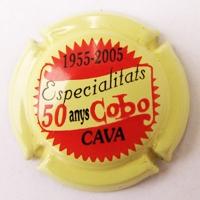 1955-2005
Especialitats
50 anys Cobo
CAVA